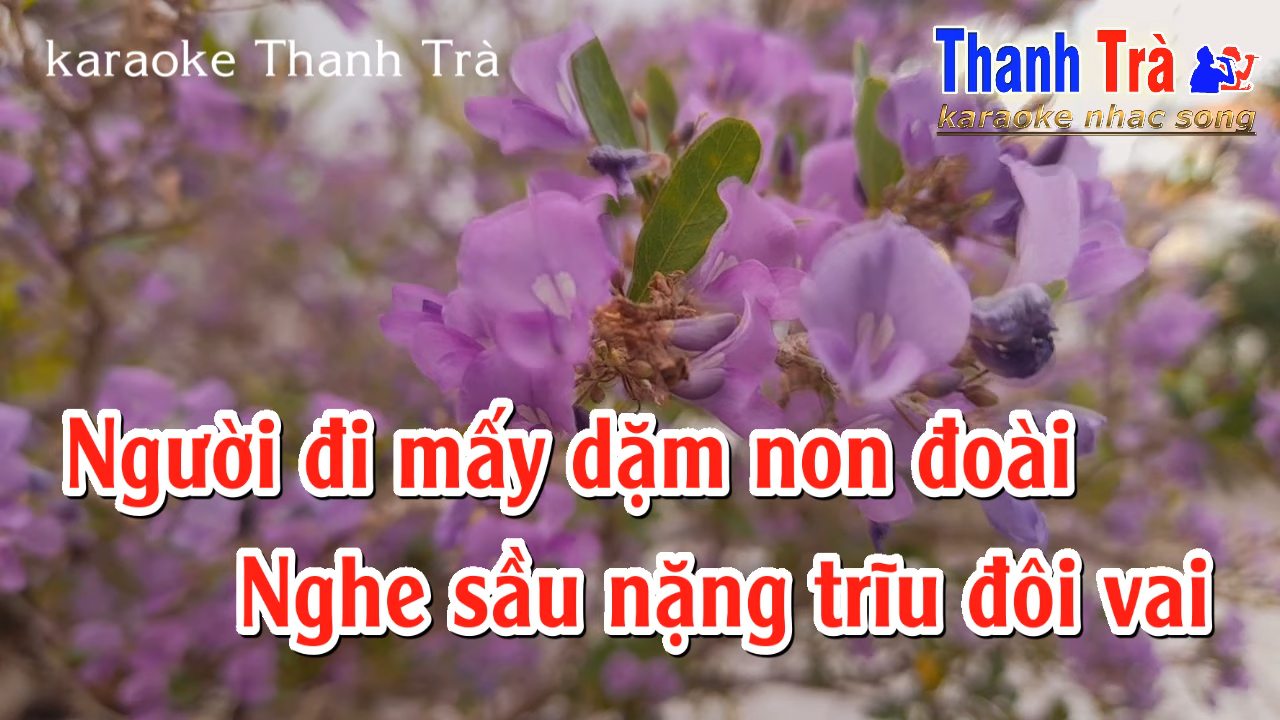 karaoke Thanh Trà
Thanh Trà
karaoke nhac song
Người đi mấy dặm non đoài
Nghe sầu nặng trĩu đôi vai